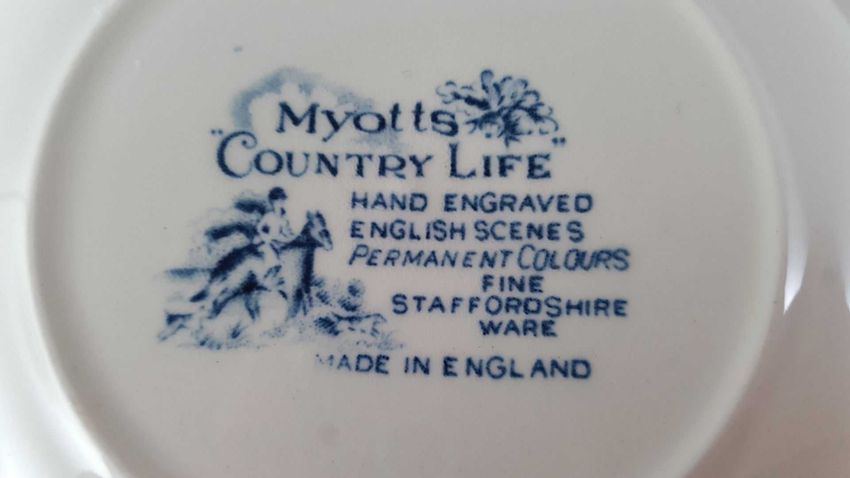 Myotts
"COUNTRY LIFE"
HAND ENGRAVED
ENGLISH SCENES
PERMANENT COLOURS
FINE
STAFFORDSHIRE
WARE
MADE IN ENGLAND